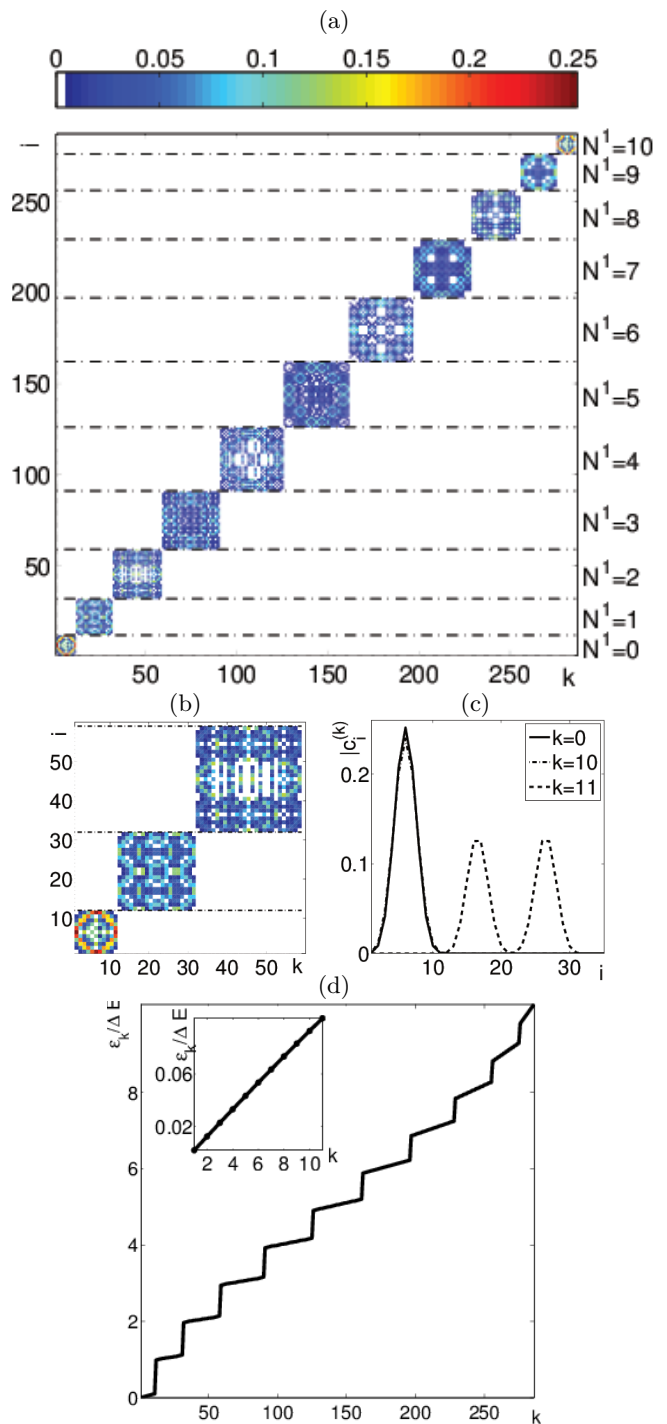 (a)
0 0.05 0.1 0.15 0.2 0.25
i
N¹=10
N¹=9
250
N¹=8
N¹=7
200
N¹=6
150
N¹=5
100
N¹=4
N¹=3
50
N¹=2
N¹=1
N¹=0
50 100 150 200 250 k
(b) (c)
i
50
40
30
20
10
10 20 30 40 50 k
|c_i^(k)|
0.2
0.1
0
k=0
k=10
k=11
10 20 30 i
(d)
ε_k/Δ E
8
6
4
2
0
50 100 150 200 250 k
ε_k/Δ E
0.06
0.02
2 4 6 8 10 k